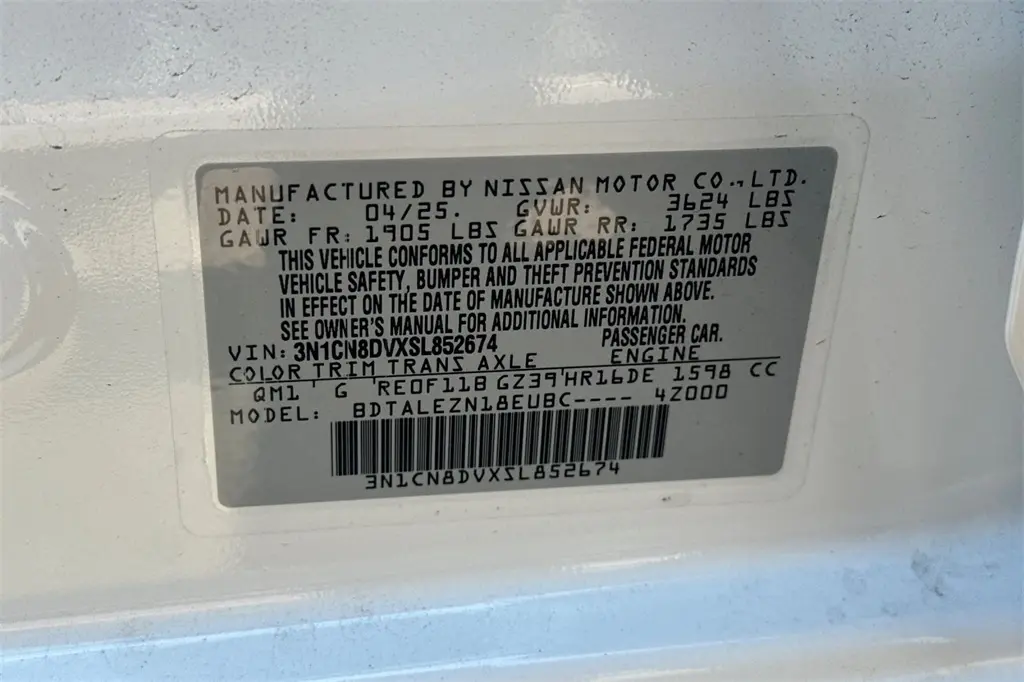 MANUFACTURED BY NISSAN MOTOR CO., LTD.
DATE: 04/25. GVWR: 3624 LBS
GAWR FR: 1905 LBS GAWR RR: 1735 LBS
THIS VEHICLE CONFORMS TO ALL APPLICABLE FEDERAL MOTOR
VEHICLE SAFETY, BUMPER AND THEFT PREVENTION STANDARDS
IN EFFECT ON THE DATE OF MANUFACTURE SHOWN ABOVE.
SEE OWNER'S MANUAL FOR ADDITIONAL INFORMATION.
VIN: 3N1CN8DVXSL852674 PASSENGER CAR.
COLOR TRIM TRANS AXLE ENGINE
QM1 ' G 'RE0F11B GZ39'HR16DE 1598 CC
MODEL: BDTALEZN18EUBC---- 4Z000
3N1CN8DVXSL852674